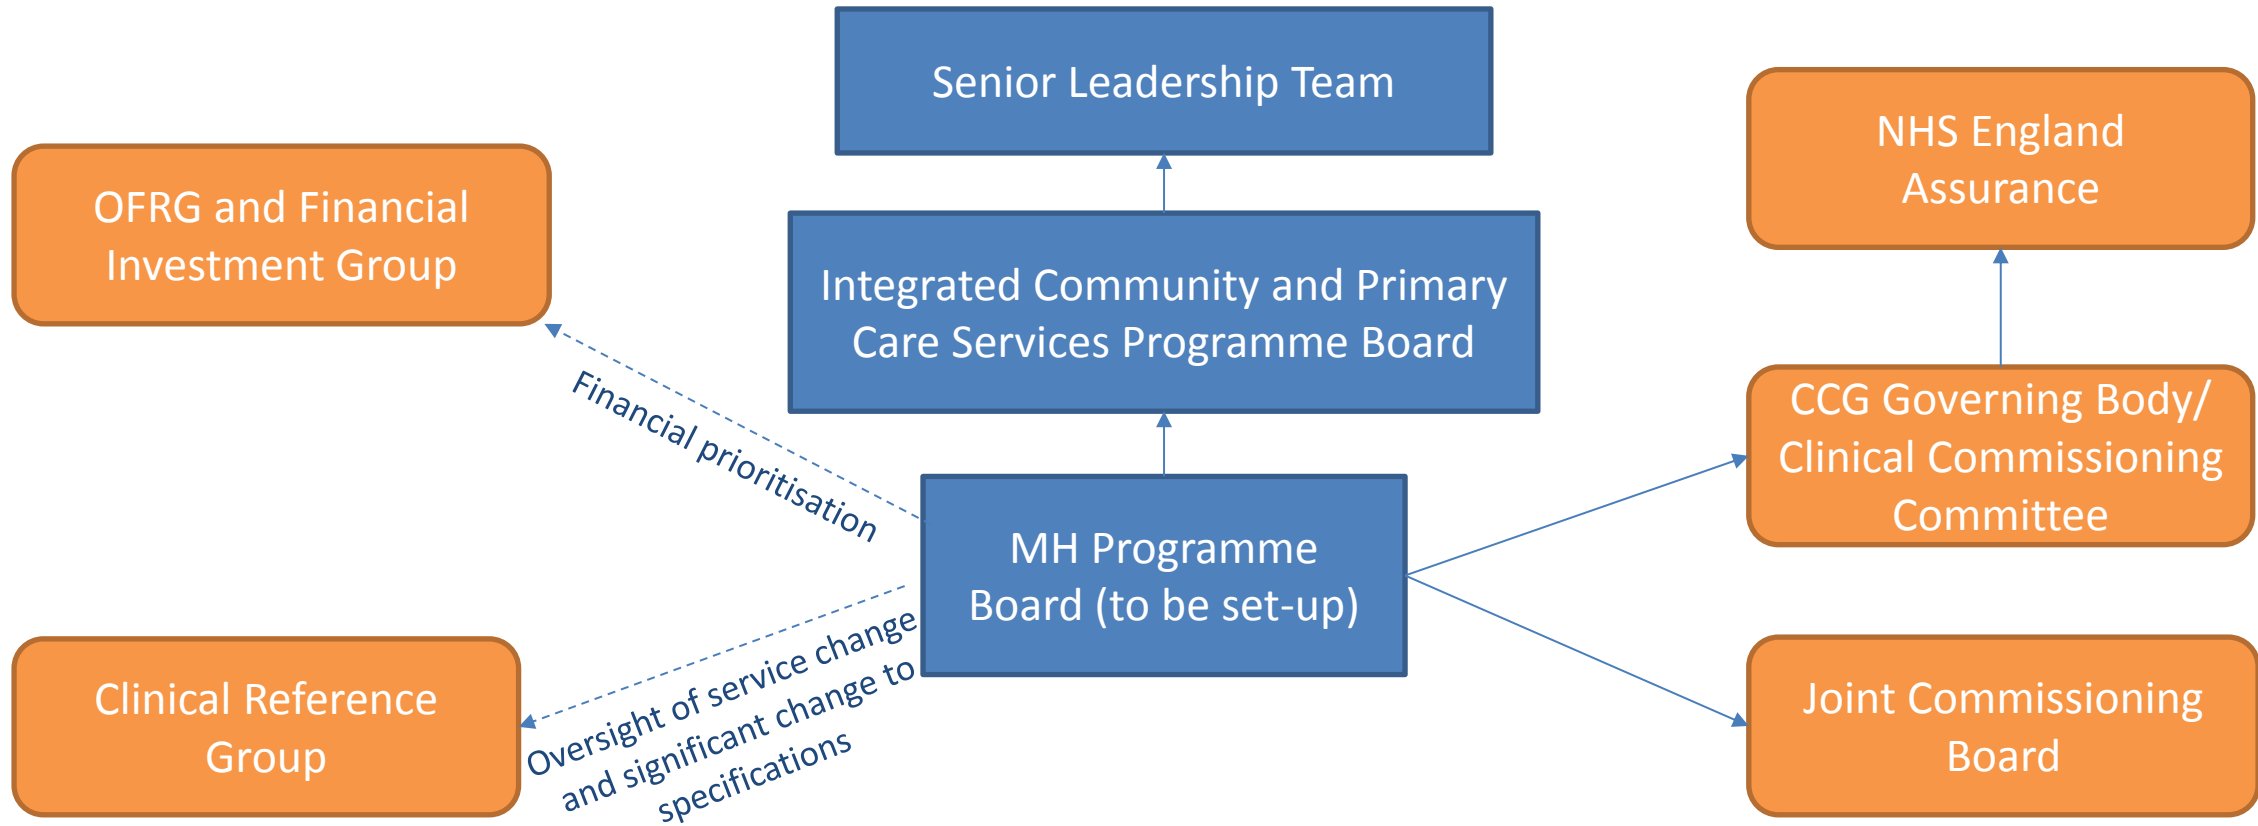 Senior Leadership Team
NHS England
Assurance
OFRG and Financial
Investment Group
Integrated Community and Primary
Care Services Programme Board
Financial prioritisation
CCG Governing Body/
Clinical Commissioning
Committee
MH Programme
Board (to be set-up)
Clinical Reference
Group
Oversight of service change
and significant change to
specifications
Joint Commissioning
Board